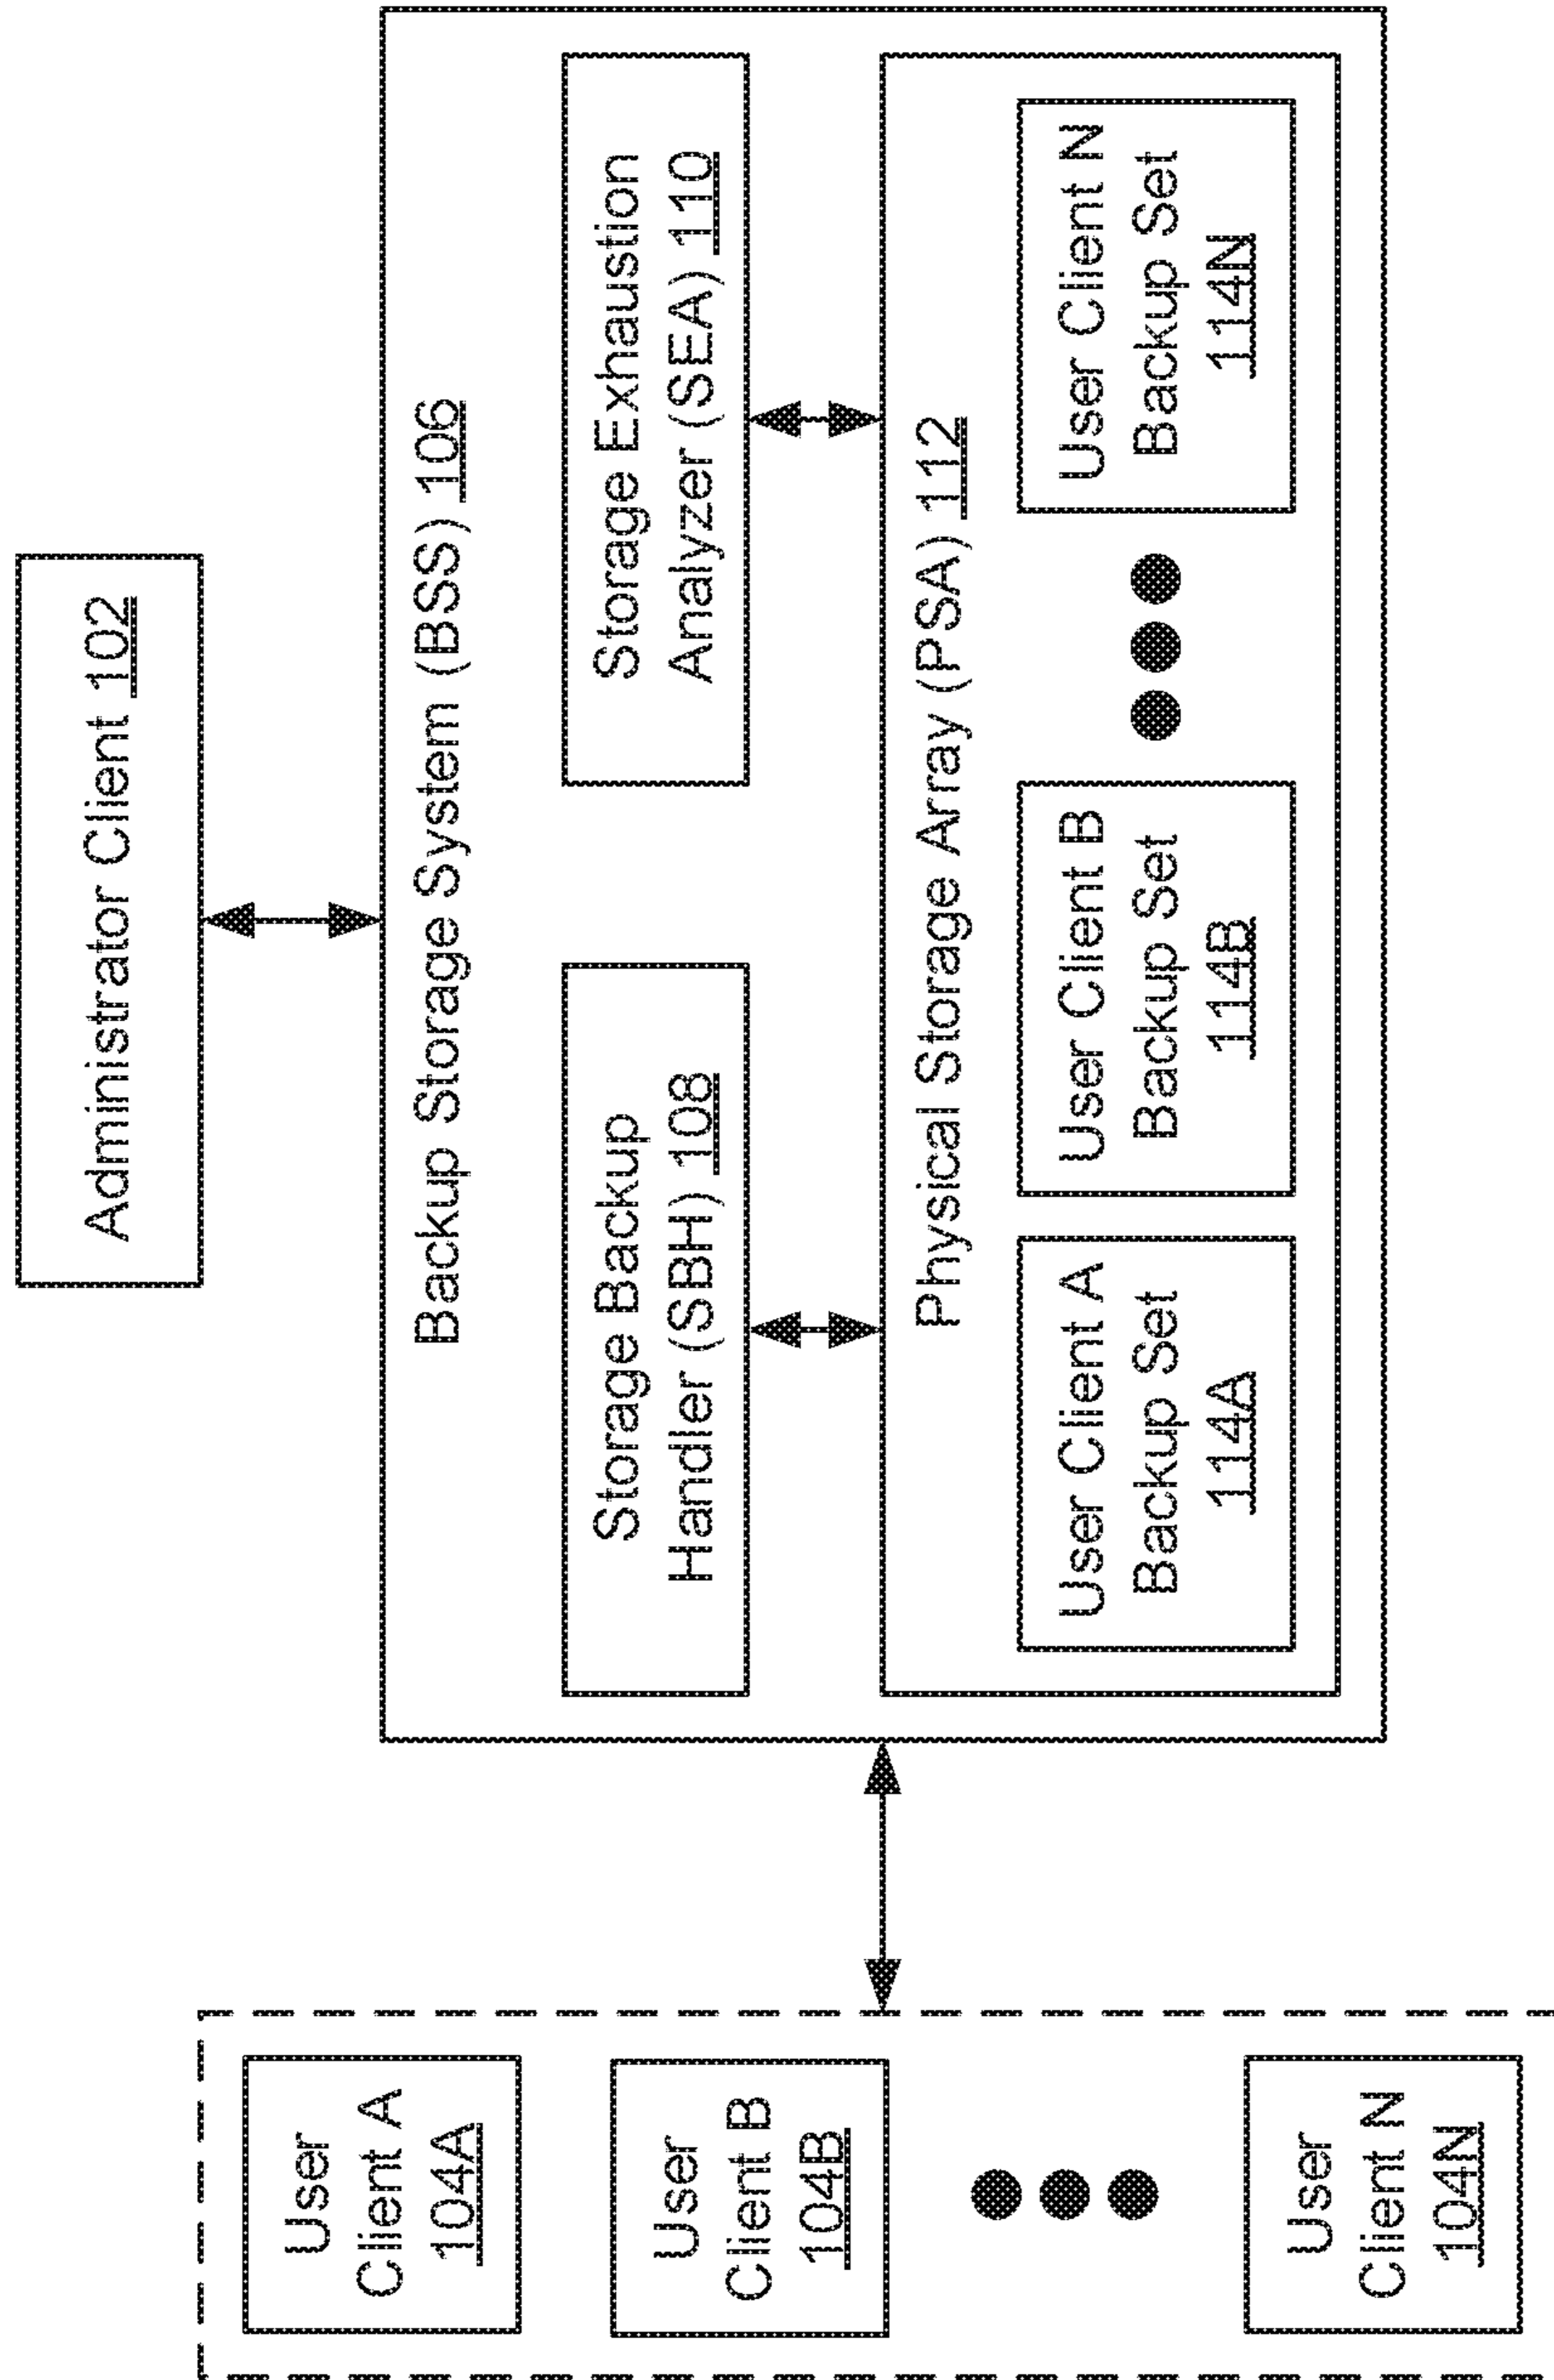 Administrator Client 102
Backup Storage System (BSS) 106
Storage Backup
Handler (SBH) 108
Storage Exhaustion
Analyzer (SEA) 110
Physical Storage Array (PSA) 112
User Client A
Backup Set
114A
User Client B
Backup Set
114B
User Client N
Backup Set
114N
User
Client A
104A
User
Client B
104B
User
Client N
104N